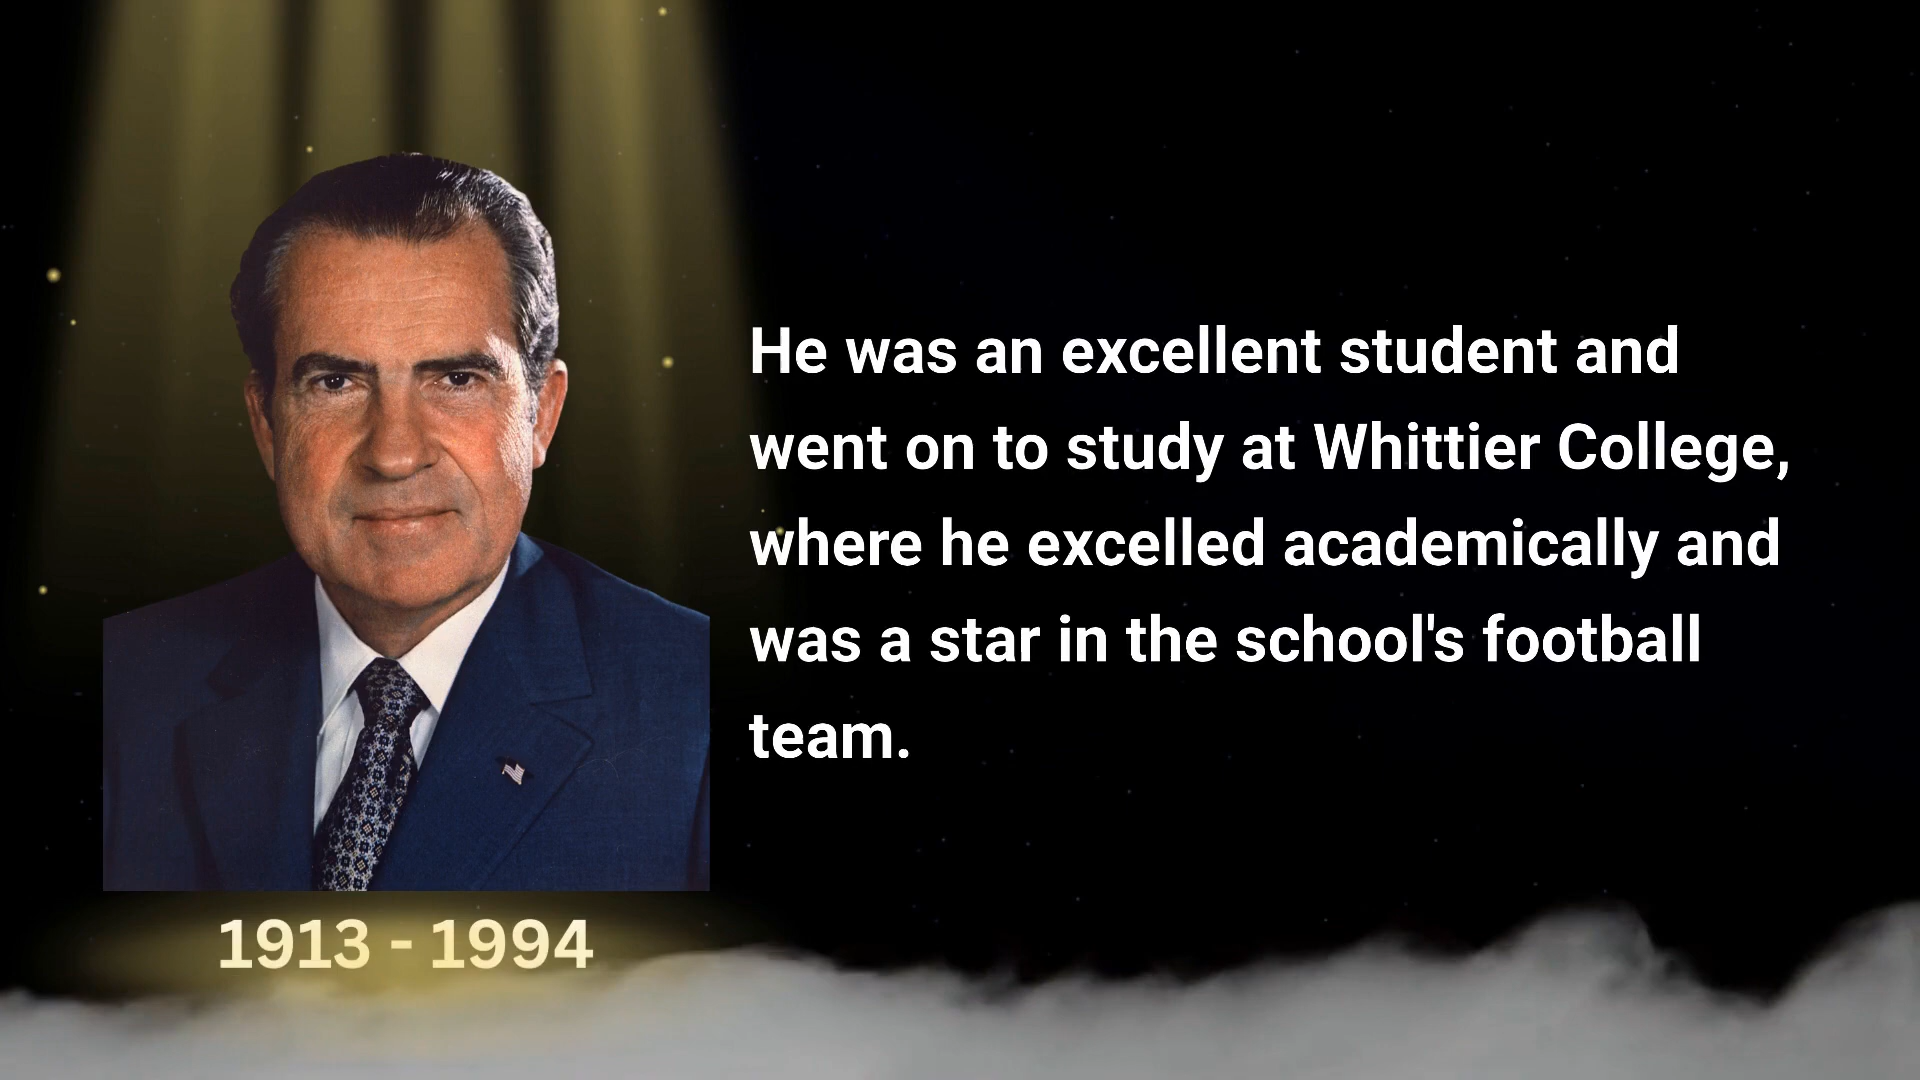 He was an excellent student and
went on to study at Whittier College,
where he excelled academically and
was a star in the school's football
team.
1913 - 1994